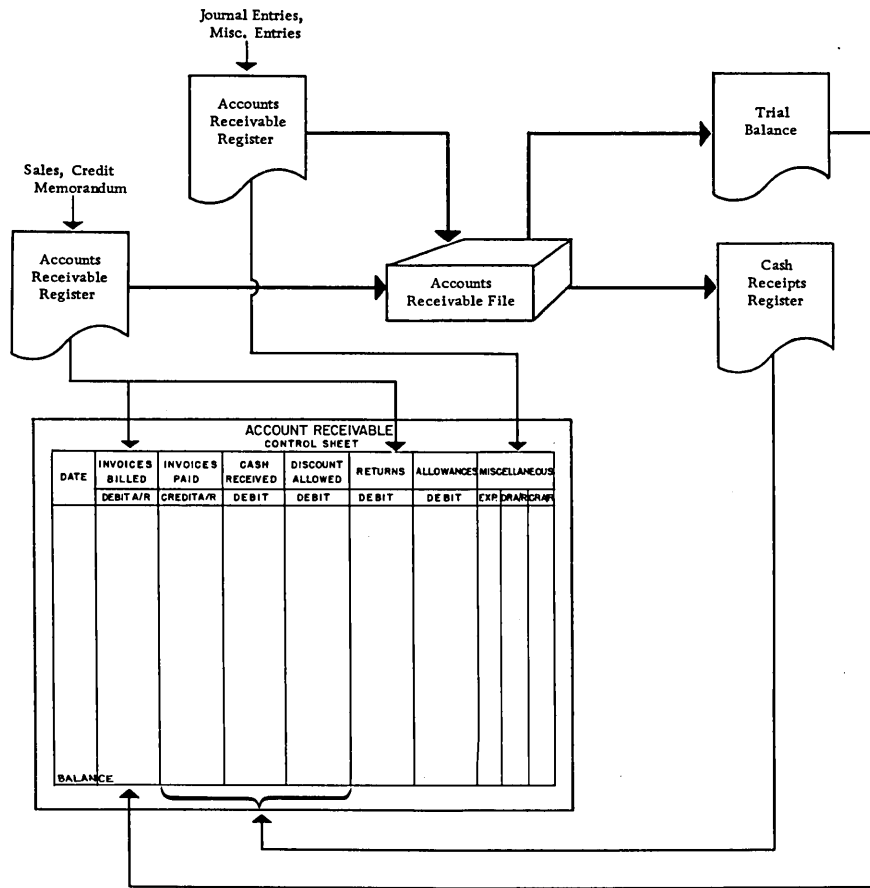 Journal Entries,
Misc. Entries
Accounts
Receivable
Register
Trial
Balance
Sales, Credit
Memorandum
Accounts
Receivable
Register
Accounts
Receivable File
Cash
Receipts
Register
ACCOUNT RECEIVABLE
CONTROL SHEET
DATE
INVOICES
BILLED
INVOICES
PAID
CASH
RECEIVED
DISCOUNT
ALLOWED
RETURNS
ALLOWANCES
MISCELLANEOUS
DEBIT A/R
CREDIT A/R
DEBIT
DEBIT
DEBIT
DEBIT
EXP.
DRA/R
CRA/R
BALANCE